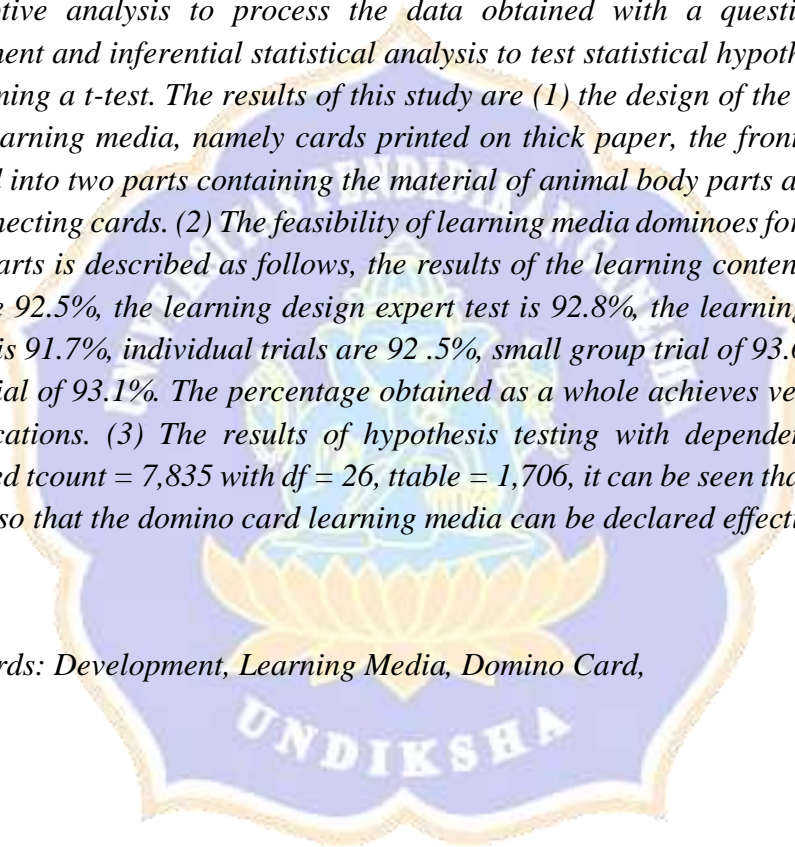 tive analysis to process the data obtained with a questi
ent and inferential statistical analysis to test statistical hypoth
ning a t-test. The results of this study are (1) the design of the
arning media, namely cards printed on thick paper, the fron
l into two parts containing the material of animal body parts a
necting cards. (2) The feasibility of learning media dominoes for
arts is described as follows, the results of the learning conten
e 92.5%, the learning design expert test is 92.8%, the learning
is 91.7%, individual trials are 92 .5%, small group trial of 93.
ial of 93.1%. The percentage obtained as a whole achieves ve
cations. (3) The results of hypothesis testing with depende
ed tcount = 7,835 with df = 26, ttable = 1,706, it can be seen tha
so that the domino card learning media can be declared effecti
rds: Development, Learning Media, Domino Card,
UNIVERSITAS PENDIDIKAN GANESHA
UNDIKSHA